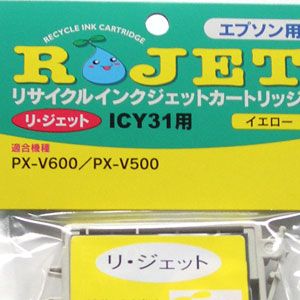 エプソン用
RECYCLE INK CARTRIDGE
R JET
リサイクルインクジェットカートリッジ
リ・ジェット
ICY31用
イエロー
適合機種
PX-V600／PX-V500
リ・ジェット